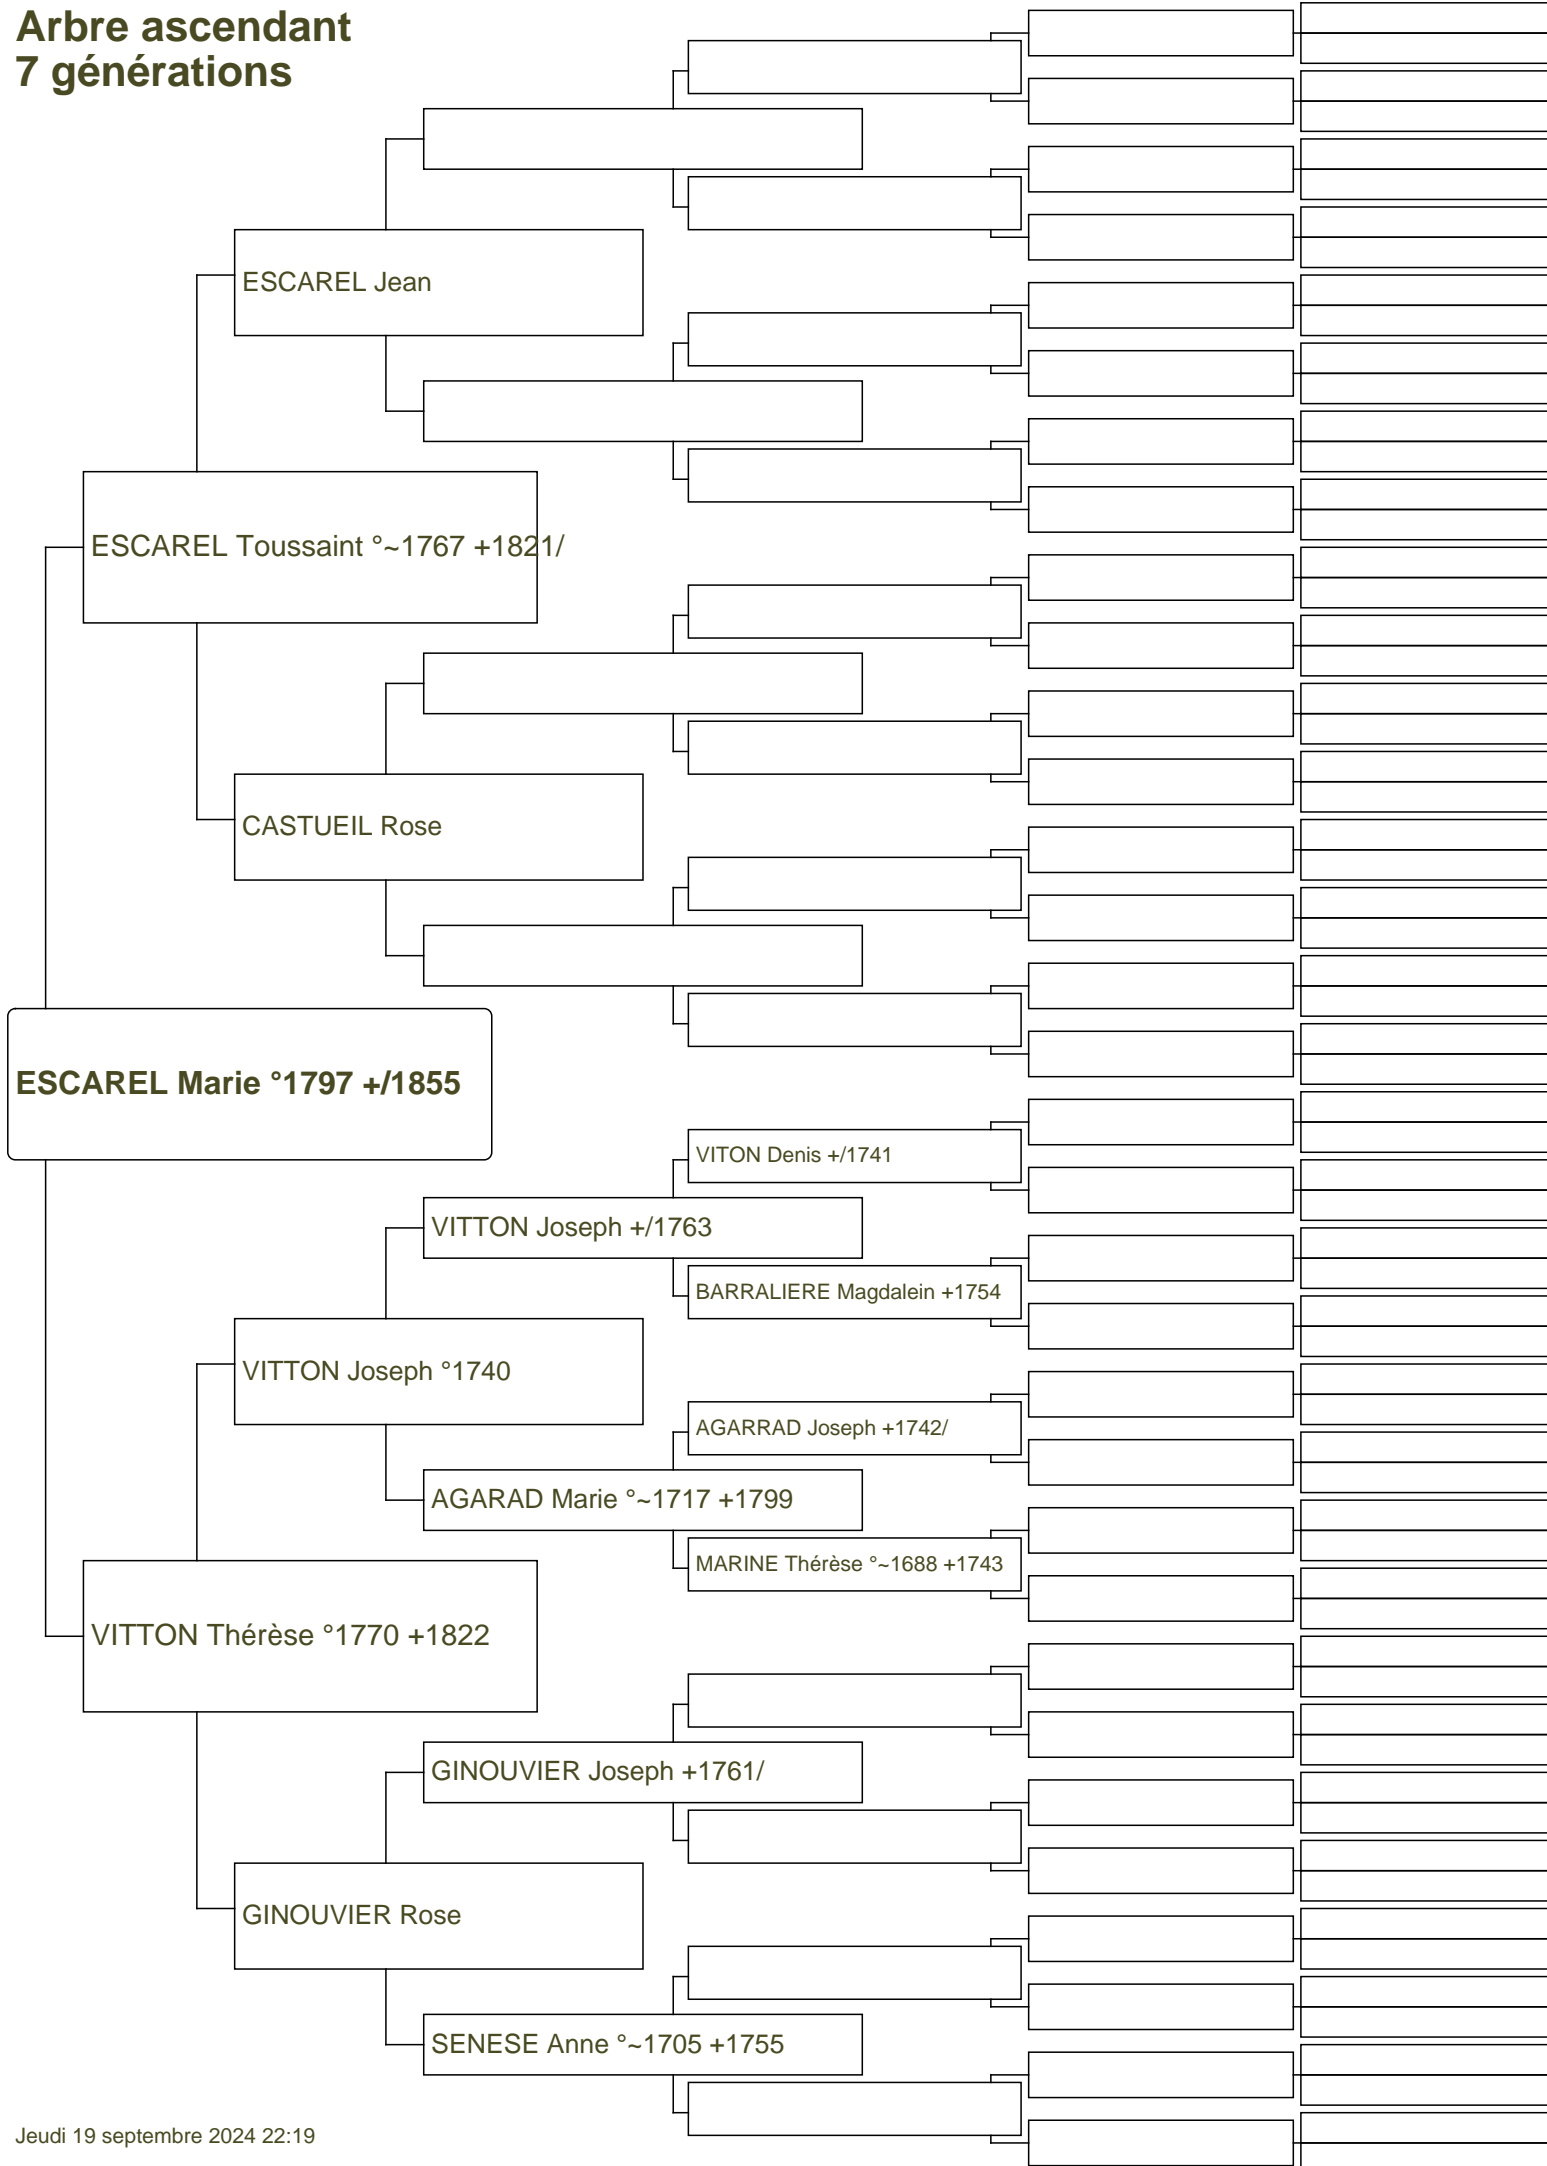 Arbre ascendant
7 générations
ESCAREL Jean
ESCAREL Toussaint °~1767 +1821/
CASTUEIL Rose
ESCAREL Marie °1797 +/1855
VITON Denis +/1741
VITTON Joseph +/1763
BARRALIERE Magdalein +1754
VITTON Joseph °1740
AGARRAD Joseph +1742/
AGARAD Marie °~1717 +1799
MARINE Thérèse °~1688 +1743
VITTON Thérèse °1770 +1822
GINOUVIER Joseph +1761/
GINOUVIER Rose
SENESE Anne °~1705 +1755
Jeudi 19 septembre 2024 22:19